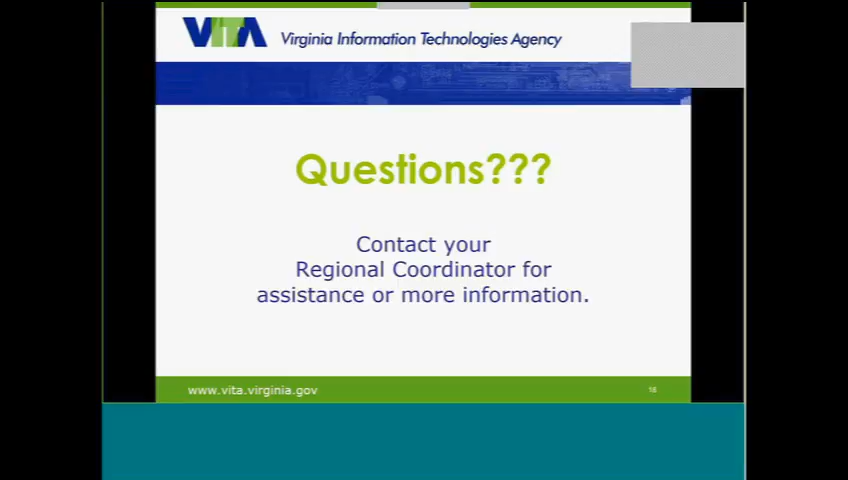 VITA Virginia Information Technologies Agency
Questions???
Contact your
Regional Coordinator for
assistance or more information.
www.vita.virginia.gov 16